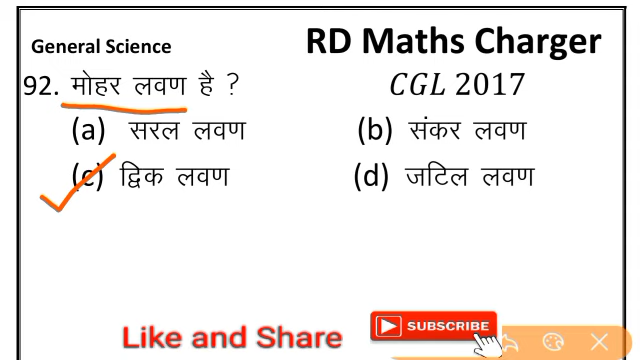 General Science RD Maths Charger
92. मोहर लवण है ? CGL 2017
(a) सरल लवण (b) संकर लवण
(c) द्विक लवण (d) जटिल लवण
Like and Share SUBSCRIBE